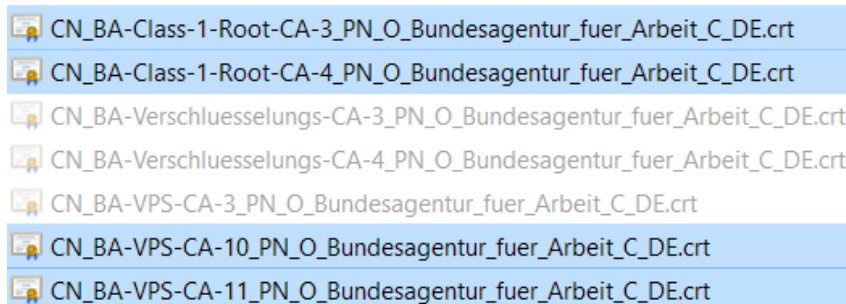 CN_BA-Class-1-Root-CA-3_PN_O_Bundesagentur_fuer_Arbeit_C_DE.crt
CN_BA-Class-1-Root-CA-4_PN_O_Bundesagentur_fuer_Arbeit_C_DE.crt
CN_BA-Verschluesselungs-CA-3_PN_O_Bundesagentur_fuer_Arbeit_C_DE.crt
CN_BA-Verschluesselungs-CA-4_PN_O_Bundesagentur_fuer_Arbeit_C_DE.crt
CN_BA-VPS-CA-3_PN_O_Bundesagentur_fuer_Arbeit_C_DE.crt
CN_BA-VPS-CA-10_PN_O_Bundesagentur_fuer_Arbeit_C_DE.crt
CN_BA-VPS-CA-11_PN_O_Bundesagentur_fuer_Arbeit_C_DE.crt